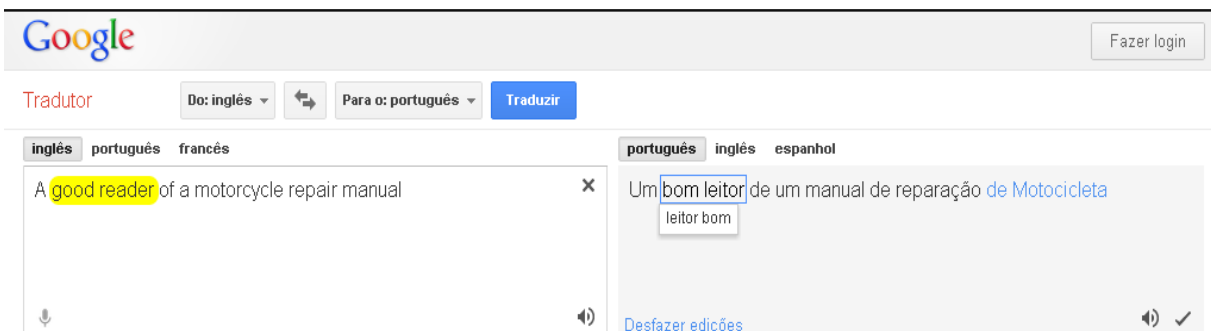 Google
Fazer login
Tradutor
Do: inglês
Para o: português
Traduzir
inglês português francês
A good reader of a motorcycle repair manual
português inglês espanhol
Um bom leitor de um manual de reparação de Motocicleta
leitor bom
Desfazer edições